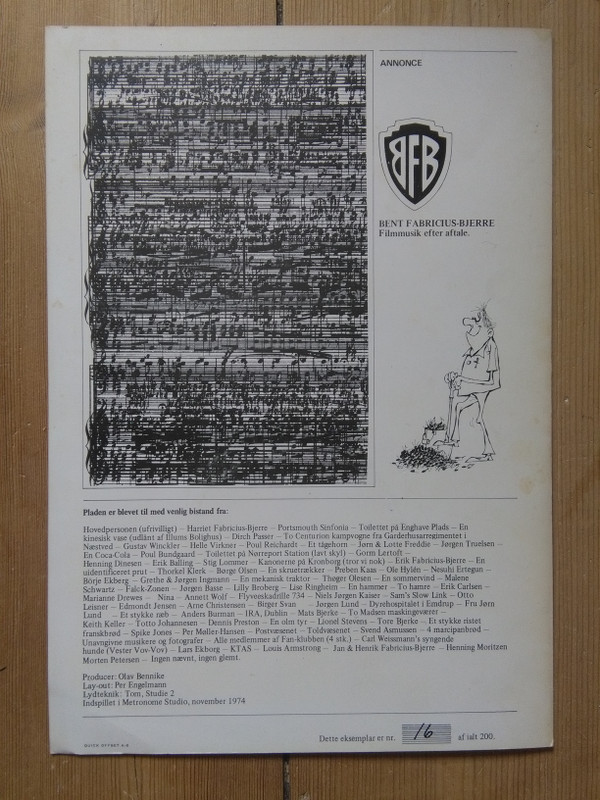 ANNONCE
BFB
BENT FABRICIUS-BJERRE
Filmmusik efter aftale.
Pladen er blevet til med venlig bistand fra:
Hovedpersonen (ufrivilligt) – Harriet Fabricius-Bjerre – Portsmouth Sinfonia – Toilettet på Enghave Plads – En
kinesisk vase (udlånt af Illums Bolighus) – Dirch Passer – To Centurion kampvogne fra Garderhusarregimentet i
Næstved – Gustav Winckler – Helle Virkner – Poul Reichardt – Et tågehorn – Jørn & Lotte Freddie – Jørgen Truelsen –
En Coca-Cola – Poul Bundgaard – Toilettet på Nørreport Station (lavt skyl) – Gorm Lertoft –
Henning Dinesen – Erik Balling – Stig Lommer – Kanonerne på Kronborg (tror vi nok) – Erik Fabricius-Bjerre – En
uidentificeret prut – Thorkel Klerk – Børge Olsen – En skruetrækker – Preben Kaas – Ole Hylén – Nesuhi Ertegun –
Börje Ekberg – Grethe & Jørgen Ingmann – En mekanisk traktor – Thøger Olesen – En sommervind – Malene
Schwartz – Falck-Zonen – Jørgen Basse – Lilly Broberg – Lise Ringheim – En hammer – To hamre – Erik Carlsen –
Marianne Drewes – Nina – Annett Wolf – Flyveskadrille 734 – Niels Jørgen Kaiser – Sam's Slow Link – Otto
Leisner – Edmondt Jensen – Arne Christensen – Birger Svan – Jørgen Lund – Dyrehospitalet i Emdrup – Fru Jørn
Lund – Et stykke ræb – Anders Burman – IRA, Dublin – Mats Bjerke – To Madsen maskingeværer –
Keith Keller – Totto Johannesen – Dennis Preston – En olm tyr – Lionel Stevens – Tore Bjerke – Et stykke ristet
franskbrød – Spike Jones – Per Møller-Hansen – Postvæsenet – Toldvæsenet – Svend Asmussen – 4 marcipanbrød –
Unavngivne musikere og fotografer – Alle medlemmer af Fan-klubben (4 stk.) – Carl Weissmann's syngende
hunde (Vester Vov-Vov) – Lars Ekborg – KTAS – Louis Armstrong – Jan & Henrik Fabricius-Bjerre – Henning Moritzen
Morten Petersen – Ingen nævnt, ingen glemt.
Producer: Olav Bennike
Lay-out: Per Engelmann
Lydteknik: Tom, Studie 2
Indspillet i Metronome Studio, november 1974
Dette eksemplar er nr. 16 af ialt 200.